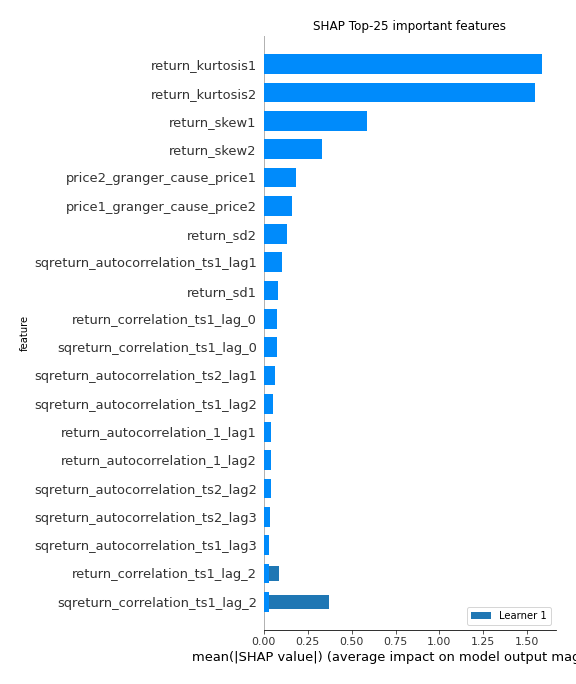 SHAP Top-25 important features
return_kurtosis1
return_kurtosis2
return_skew1
return_skew2
price2_granger_cause_price1
price1_granger_cause_price2
return_sd2
sqreturn_autocorrelation_ts1_lag1
return_sd1
return_correlation_ts1_lag_0
sqreturn_correlation_ts1_lag_0
sqreturn_autocorrelation_ts2_lag1
sqreturn_autocorrelation_ts1_lag2
return_autocorrelation_1_lag1
return_autocorrelation_1_lag2
sqreturn_autocorrelation_ts2_lag2
sqreturn_autocorrelation_ts2_lag3
sqreturn_autocorrelation_ts1_lag3
return_correlation_ts1_lag_2
sqreturn_correlation_ts1_lag_2
feature
Learner 1
0.00 0.25 0.50 0.75 1.00 1.25 1.50
mean(|SHAP value|) (average impact on model output mag